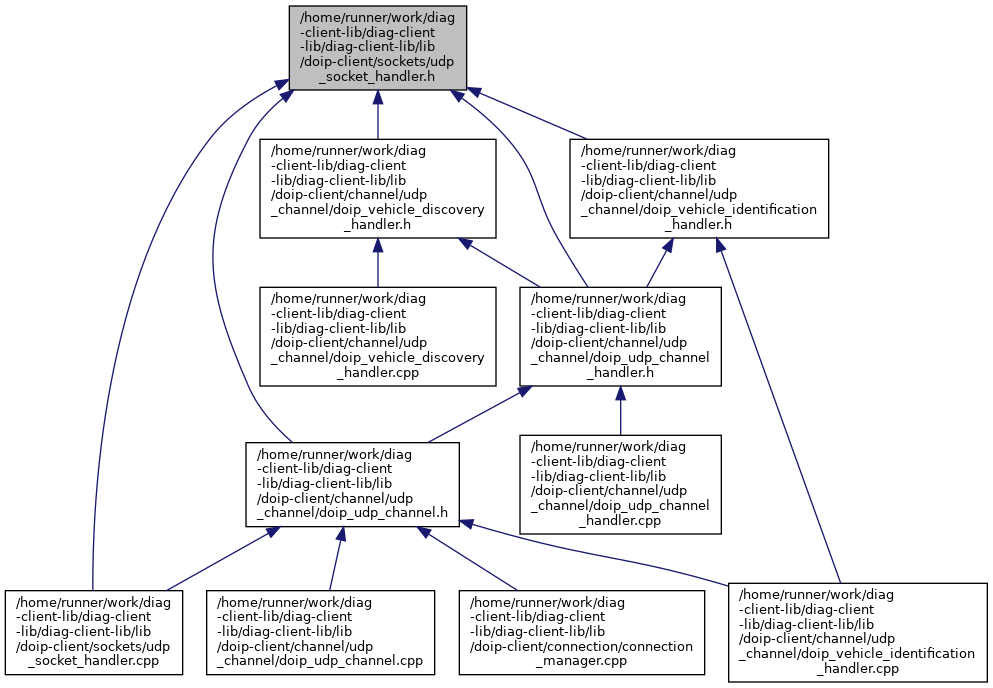 /home/runner/work/diag
-client-lib/diag-client
-lib/diag-client-lib/lib
/doip-client/sockets/udp
_socket_handler.h
/home/runner/work/diag
-client-lib/diag-client
-lib/diag-client-lib/lib
/doip-client/channel/udp
_channel/doip_vehicle_discovery
_handler.h
/home/runner/work/diag
-client-lib/diag-client
-lib/diag-client-lib/lib
/doip-client/channel/udp
_channel/doip_vehicle_identification
_handler.h
/home/runner/work/diag
-client-lib/diag-client
-lib/diag-client-lib/lib
/doip-client/channel/udp
_channel/doip_vehicle_discovery
_handler.cpp
/home/runner/work/diag
-client-lib/diag-client
-lib/diag-client-lib/lib
/doip-client/channel/udp
_channel/doip_udp_channel
_handler.h
/home/runner/work/diag
-client-lib/diag-client
-lib/diag-client-lib/lib
/doip-client/channel/udp
_channel/doip_udp_channel.h
/home/runner/work/diag
-client-lib/diag-client
-lib/diag-client-lib/lib
/doip-client/channel/udp
_channel/doip_udp_channel
_handler.cpp
/home/runner/work/diag
-client-lib/diag-client
-lib/diag-client-lib/lib
/doip-client/sockets/udp
_socket_handler.cpp
/home/runner/work/diag
-client-lib/diag-client
-lib/diag-client-lib/lib
/doip-client/channel/udp
_channel/doip_udp_channel.cpp
/home/runner/work/diag
-client-lib/diag-client
-lib/diag-client-lib/lib
/doip-client/connection/connection
_manager.cpp
/home/runner/work/diag
-client-lib/diag-client
-lib/diag-client-lib/lib
/doip-client/channel/udp
_channel/doip_vehicle_identification
_handler.cpp